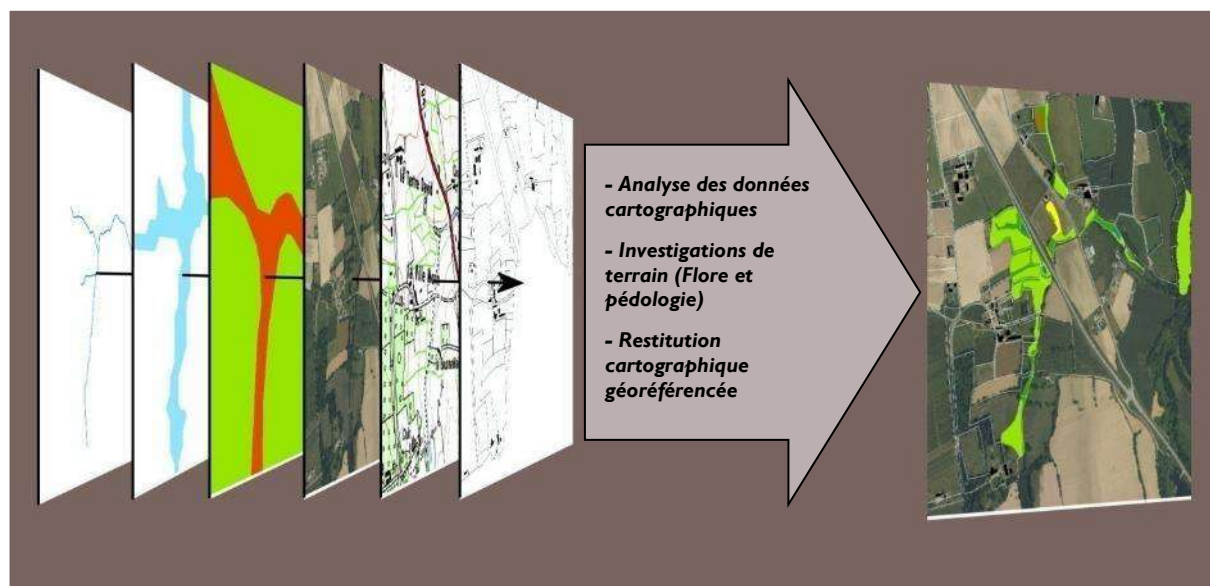 - Analyse des données
cartographiques
- Investigations de
terrain (Flore et
pédologie)
- Restitution
cartographique
géoréférencée